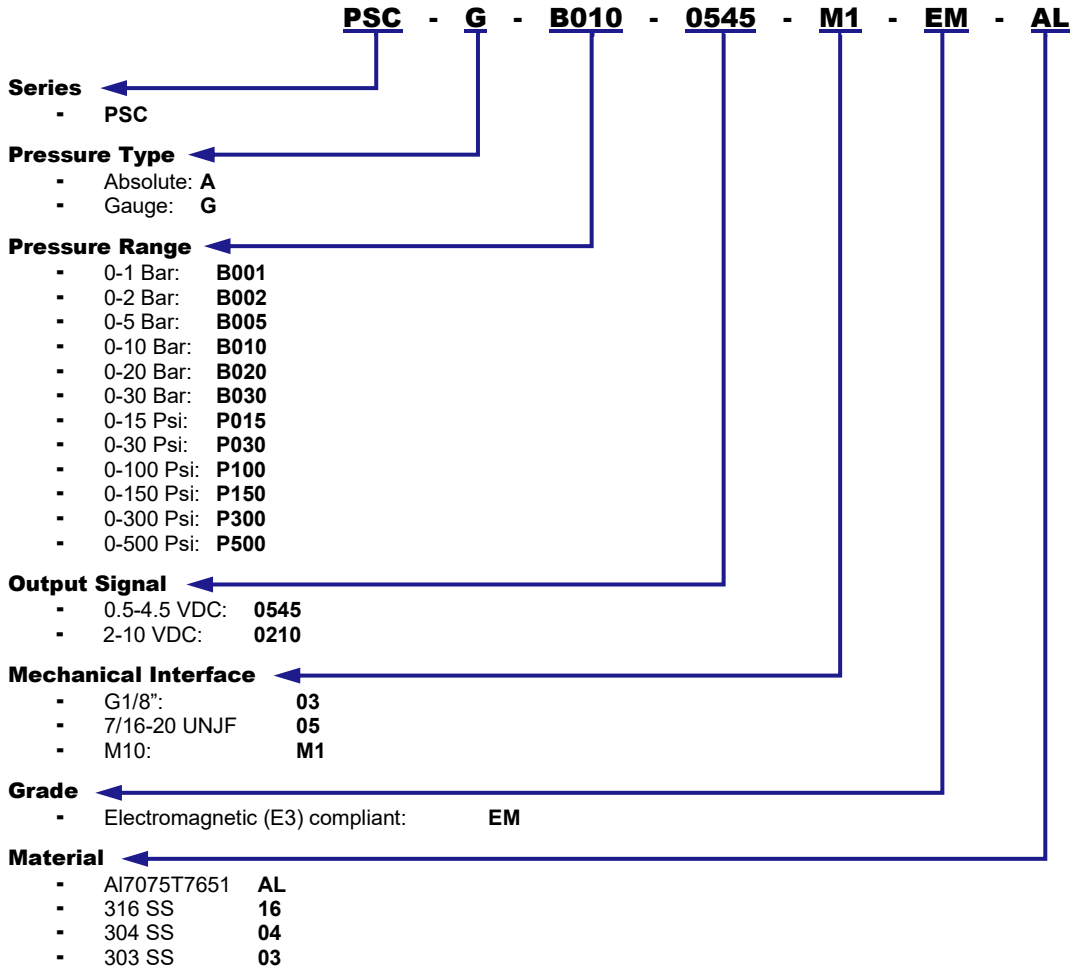 PSC - G - B010 - 0545 - M1 - EM - AL
Series
- PSC
Pressure Type
- Absolute: A
- Gauge: G
Pressure Range
- 0-1 Bar: B001
- 0-2 Bar: B002
- 0-5 Bar: B005
- 0-10 Bar: B010
- 0-20 Bar: B020
- 0-30 Bar: B030
- 0-15 Psi: P015
- 0-30 Psi: P030
- 0-100 Psi: P100
- 0-150 Psi: P150
- 0-300 Psi: P300
- 0-500 Psi: P500
Output Signal
- 0.5-4.5 VDC: 0545
- 2-10 VDC: 0210
Mechanical Interface
- G1/8”: 03
- 7/16-20 UNJF 05
- M10: M1
Grade
- Electromagnetic (E3) compliant: EM
Material
- Al7075T7651 AL
- 316 SS 16
- 304 SS 04
- 303 SS 03